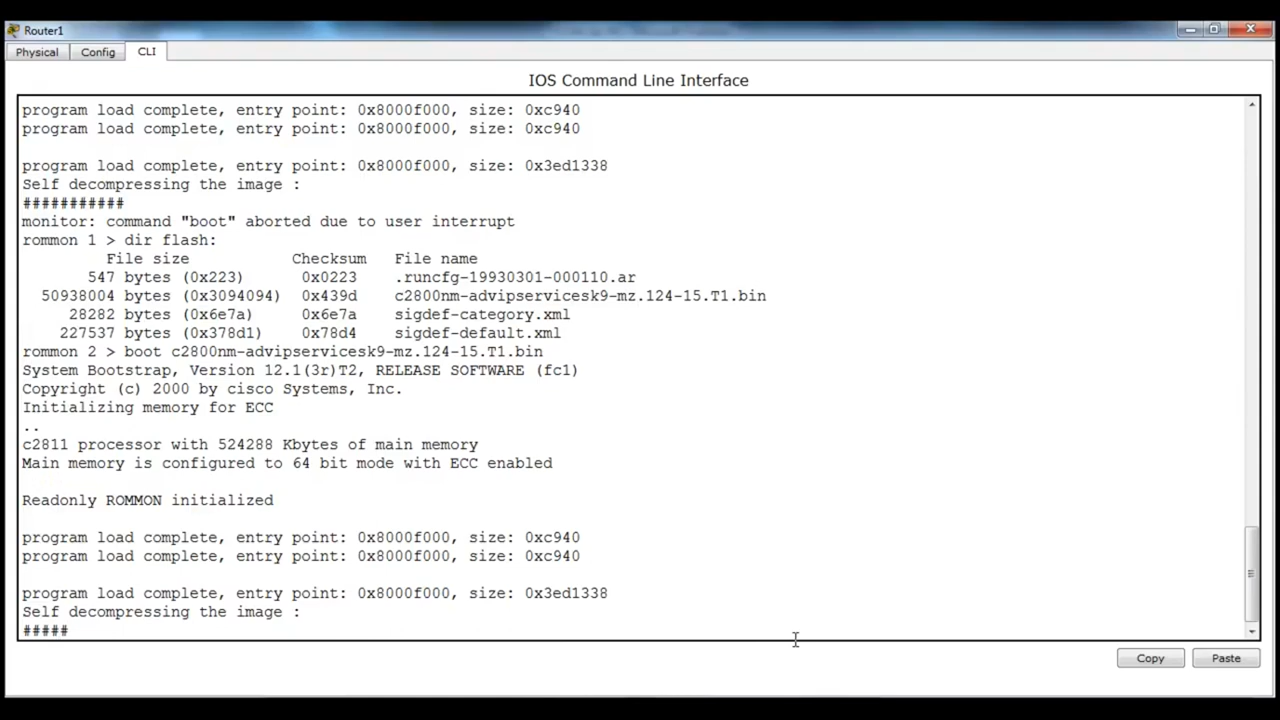 Router1
Physical Config CLI
IOS Command Line Interface
program load complete, entry point: 0x8000f000, size: 0xc940
program load complete, entry point: 0x8000f000, size: 0xc940
program load complete, entry point: 0x8000f000, size: 0x3ed1338
Self decompressing the image :
###########
monitor: command "boot" aborted due to user interrupt
rommon 1 > dir flash:
File size Checksum File name
547 bytes (0x223) 0x0223 .runcfg-19930301-000110.ar
50938004 bytes (0x3094094) 0x439d c2800nm-advipservicesk9-mz.124-15.T1.bin
28282 bytes (0x6e7a) 0x6e7a sigdef-category.xml
227537 bytes (0x378d1) 0x78d4 sigdef-default.xml
rommon 2 > boot c2800nm-advipservicesk9-mz.124-15.T1.bin
System Bootstrap, Version 12.1(3r)T2, RELEASE SOFTWARE (fc1)
Copyright (c) 2000 by cisco Systems, Inc.
Initializing memory for ECC
..
c2811 processor with 524288 Kbytes of main memory
Main memory is configured to 64 bit mode with ECC enabled
Readonly ROMMON initialized
program load complete, entry point: 0x8000f000, size: 0xc940
program load complete, entry point: 0x8000f000, size: 0xc940
program load complete, entry point: 0x8000f000, size: 0x3ed1338
Self decompressing the image :
#####
Copy Paste